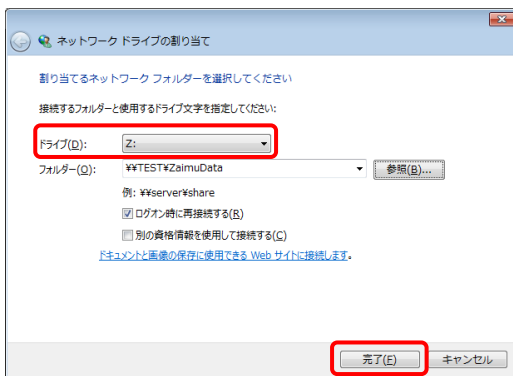 ネットワーク ドライブの割り当て
割り当てるネットワーク フォルダーを選択してください
接続するフォルダーと使用するドライブ文字を指定してください:
ドライブ(D): Z:
フォルダー(O): ¥¥TEST¥ZaimuData 参照(B)...
例: ¥¥server¥share
ログオン時に再接続する(R)
別の資格情報を使用して接続する(C)
ドキュメントと画像の保存に使用できる Web サイトに接続します。
完了(F) キャンセル